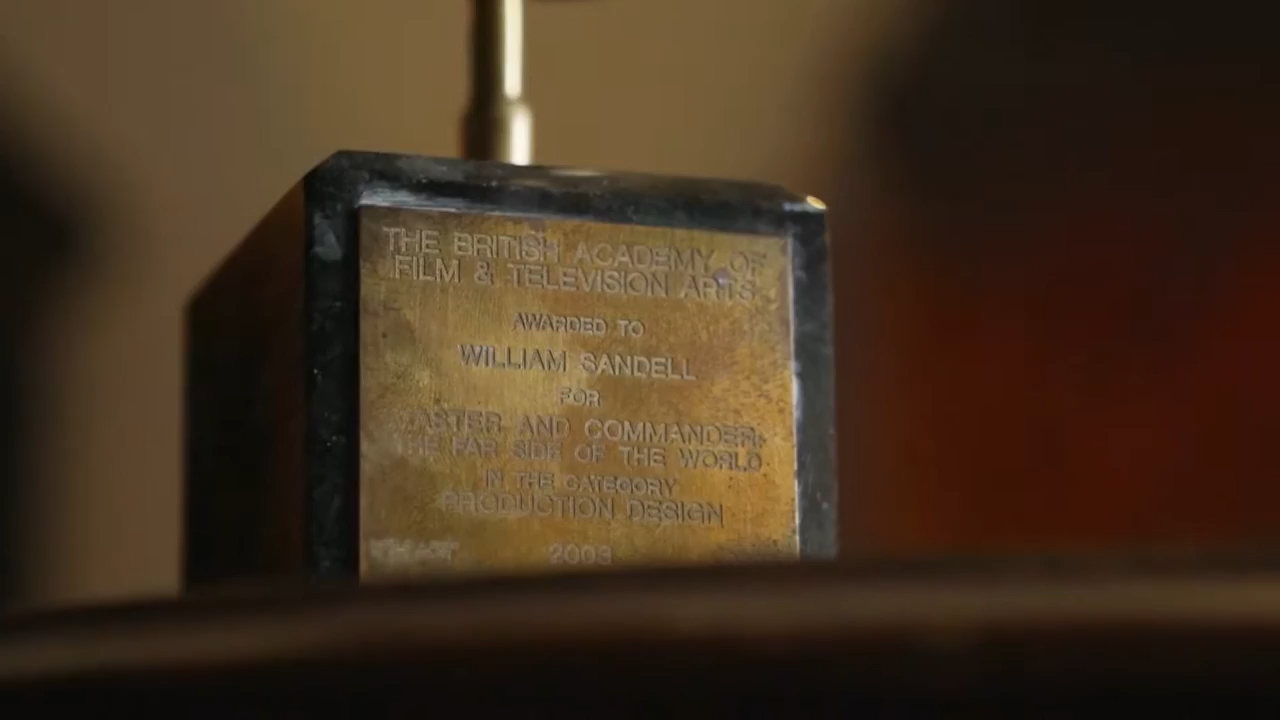 THE BRITISH ACADEMY OF
FILM & TELEVISION ARTS
AWARDED TO
WILLIAM SANDELL
FOR
MASTER AND COMMANDER:
THE FAR SIDE OF THE WORLD
IN THE CATEGORY
PRODUCTION DESIGN
2003